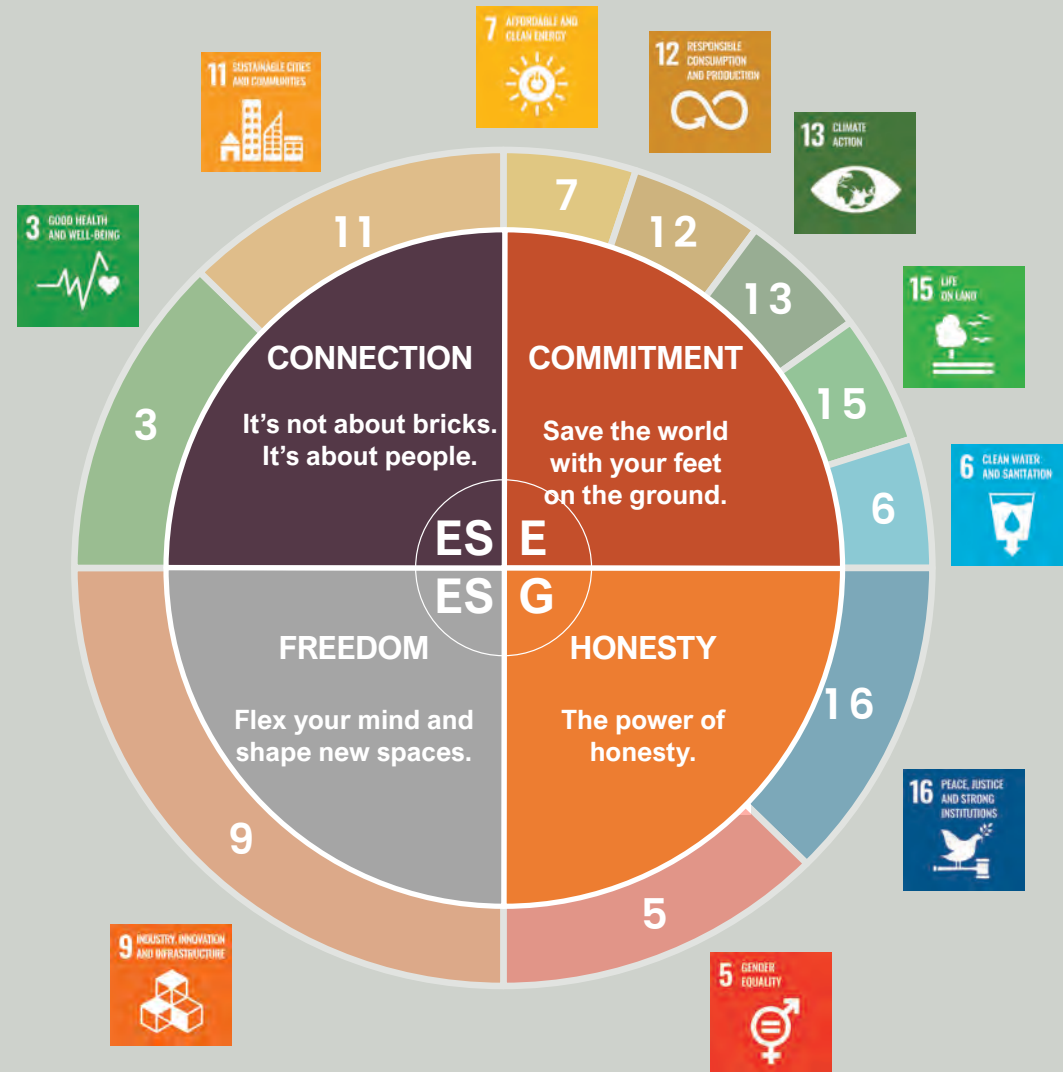 7 AFFORDABLE AND
CLEAN ENERGY
12 RESPONSIBLE
CONSUMPTION
AND PRODUCTION
11 SUSTAINABLE CITIES
AND COMMUNITIES
13 CLIMATE
ACTION
3 GOOD HEALTH
AND WELL-BEING
15 LIFE
ON LAND
6 CLEAN WATER
AND SANITATION
7
11
12
13
3
15
6
CONNECTION
It’s not about bricks.
It’s about people.
COMMITMENT
Save the world
with your feet
on the ground.
ES E
ES G
FREEDOM
Flex your mind and
shape new spaces.
HONESTY
The power of
honesty.
16
9
5
16 PEACE, JUSTICE
AND STRONG
INSTITUTIONS
9 INDUSTRY, INNOVATION
AND INFRASTRUCTURE
5 GENDER
EQUALITY